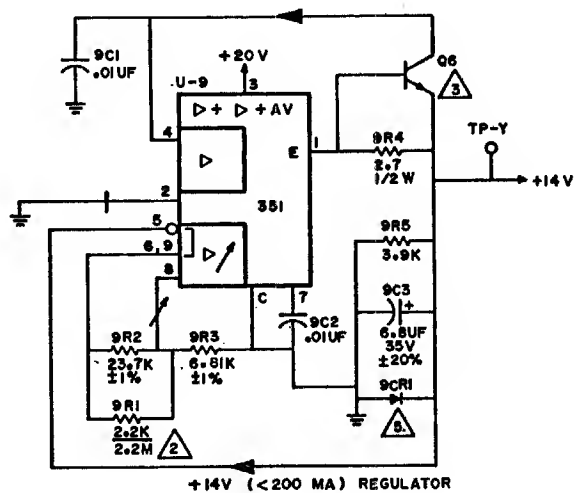 9C1
.01UF
+20V
U-9
3
Q6
3
▷+ ▷+AV
TP-Y
4
▷
E
1
9R4
2.7
1/2 W
+14V
2
351
5
6,9
▷
8
9R5
3.9K
C
7
9C2
.01UF
9C3
+
6.8UF
35V
±20%
9R2
23.7K
±1%
9R3
6.81K
±1%
9CR1
5
9R1
2.2K
2.2M
2
+14V (<200 MA) REGULATOR